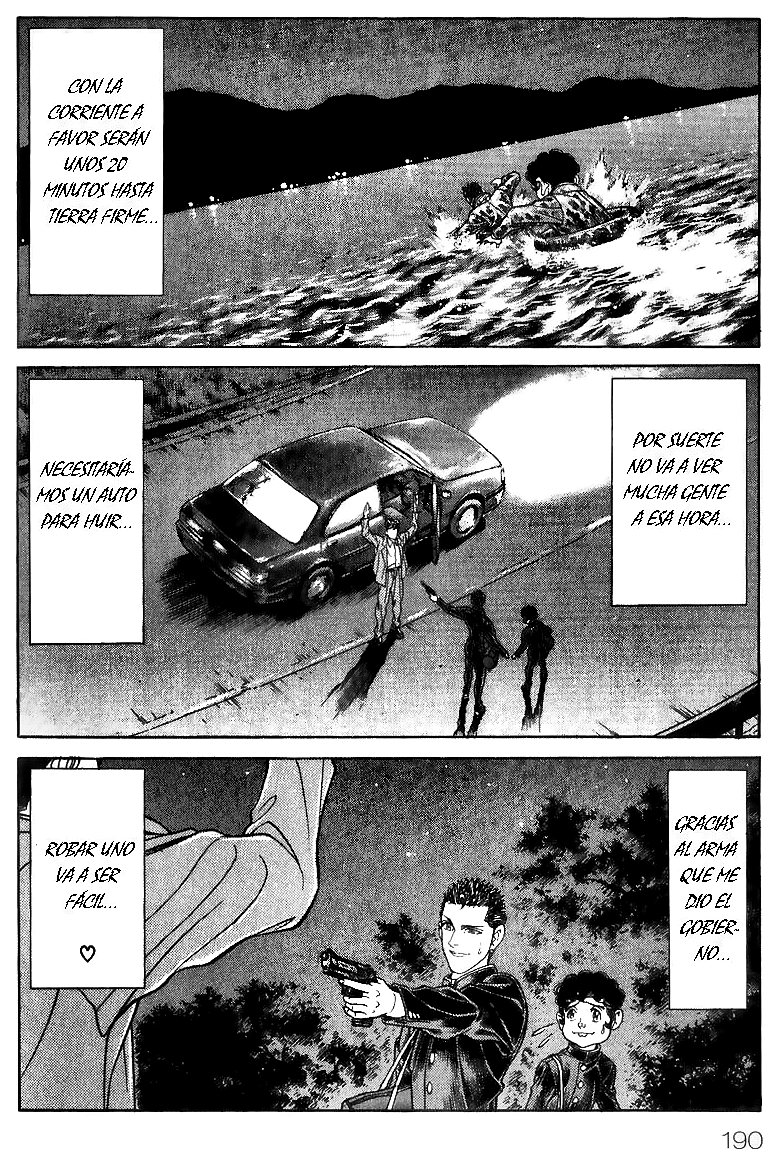 CON LA
CORRIENTE A
FAVOR SERÁN
UNOS 20
MINUTOS HASTA
TIERRA FIRME...
POR SUERTE
NO VA A VER
MUCHA GENTE
A ESA HORA...
NECESITARÍA-
MOS UN AUTO
PARA HUIR...
GRACIAS
AL ARMA
QUE ME
DIO EL
GOBIER-
NO...
ROBAR UNO
VA A SER
FÁCIL...
♡
190